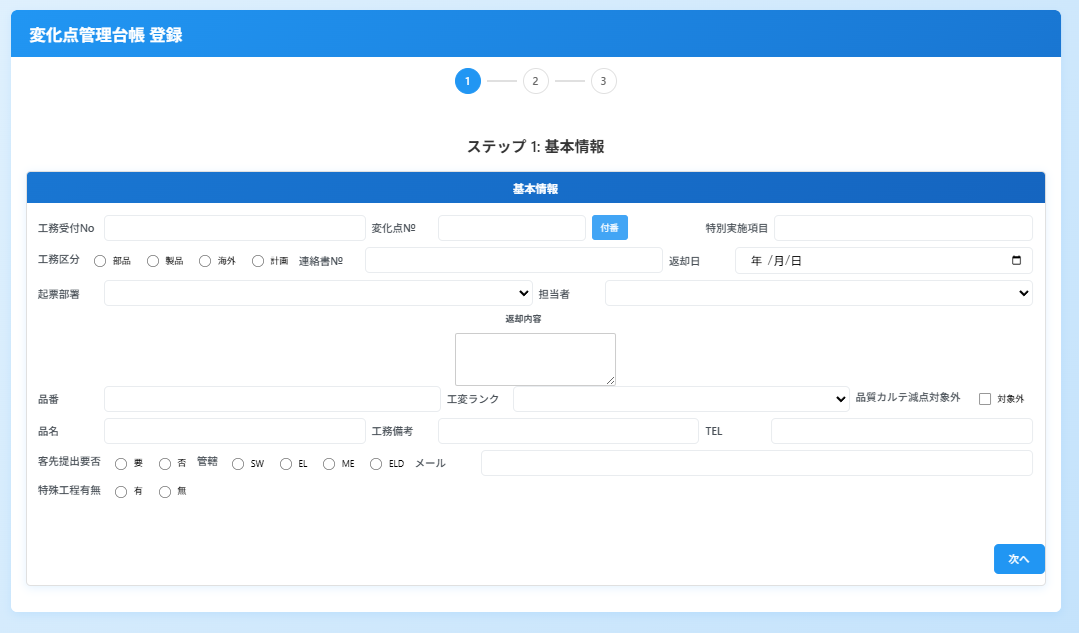 変化点管理台帳 登録
1 2 3
ステップ 1: 基本情報
基本情報
工務受付No 変化点№ 付番 特別実施項目
工務区分 部品 製品 海外 計画 連絡書№ 返却日 年 /月/日
起票部署 担当者
返却内容
品番 工変ランク 品質カルテ減点対象外 対象外
品名 工務備考 TEL
客先提出要否 要 否 管轄 SW EL ME ELD メール
特殊工程有無 有 無
次へ